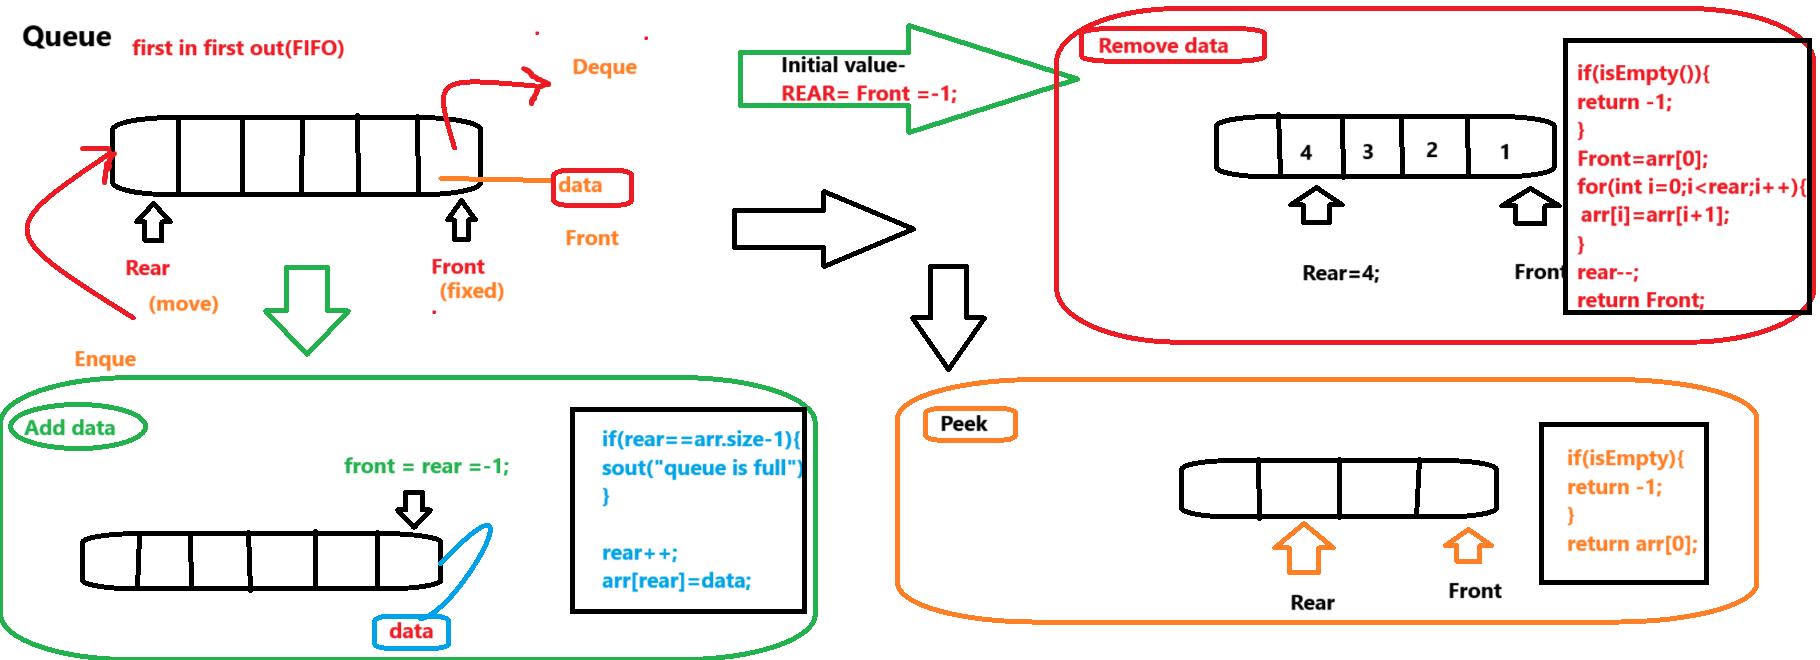 Queue
first in first out(FIFO)
Deque
data
Front
Rear
(move)
Front
(fixed)
Enque
Initial value-
REAR= Front =-1;
Remove data
4 3 2 1
Rear=4;
Front
if(isEmpty()){
return -1;
}
Front=arr[0];
for(int i=0;i<rear;i++){
arr[i]=arr[i+1];
}
rear--;
return Front;
Add data
front = rear =-1;
data
if(rear==arr.size-1){
sout("queue is full")
}
rear++;
arr[rear]=data;
Peek
Rear
Front
if(isEmpty){
return -1;
}
return arr[0];